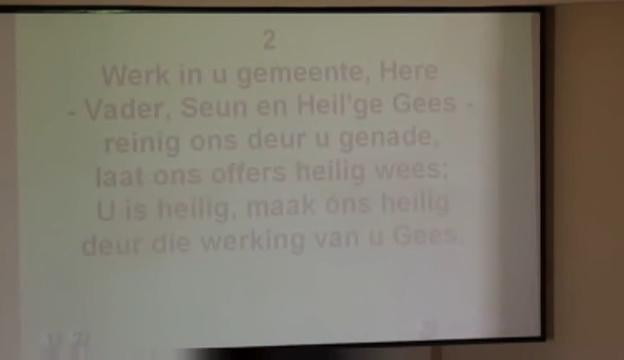 2
Werk in u gemeente, Here
- Vader, Seun en Heil'ge Gees -
reinig ons deur u genade,
laat ons offers heilig wees;
U is heilig, maak óns heilig
deur die werking van u Gees.